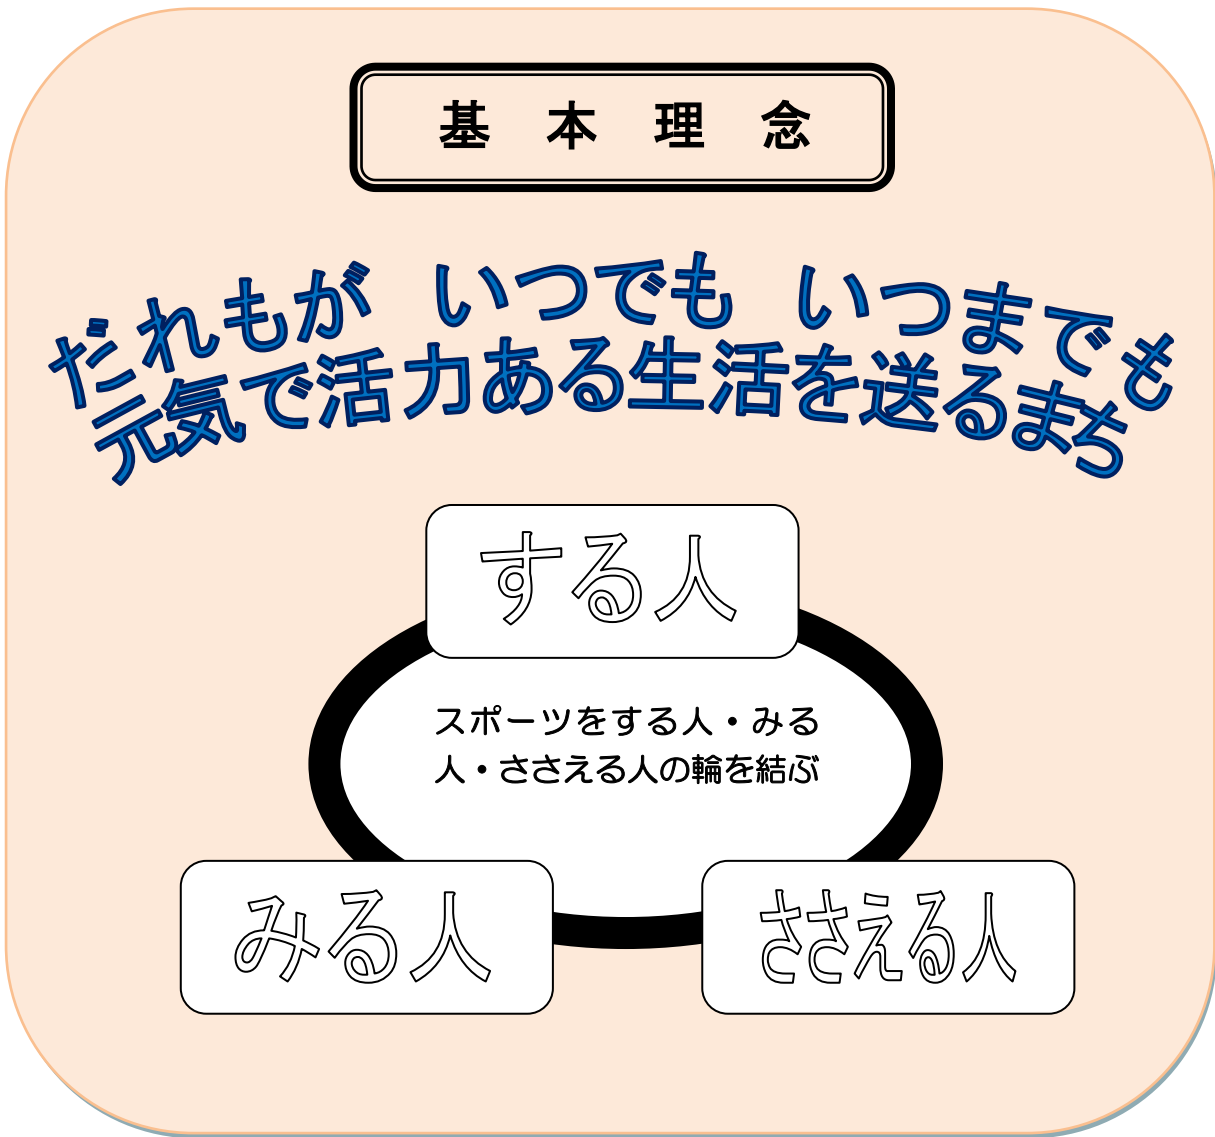 基　本　理　念
だれもが　いつでも　いつまでも
元気で活力ある生活を送るまち
する人
スポーツをする人・みる
人・ささえる人の輪を結ぶ
みる人
ささえる人